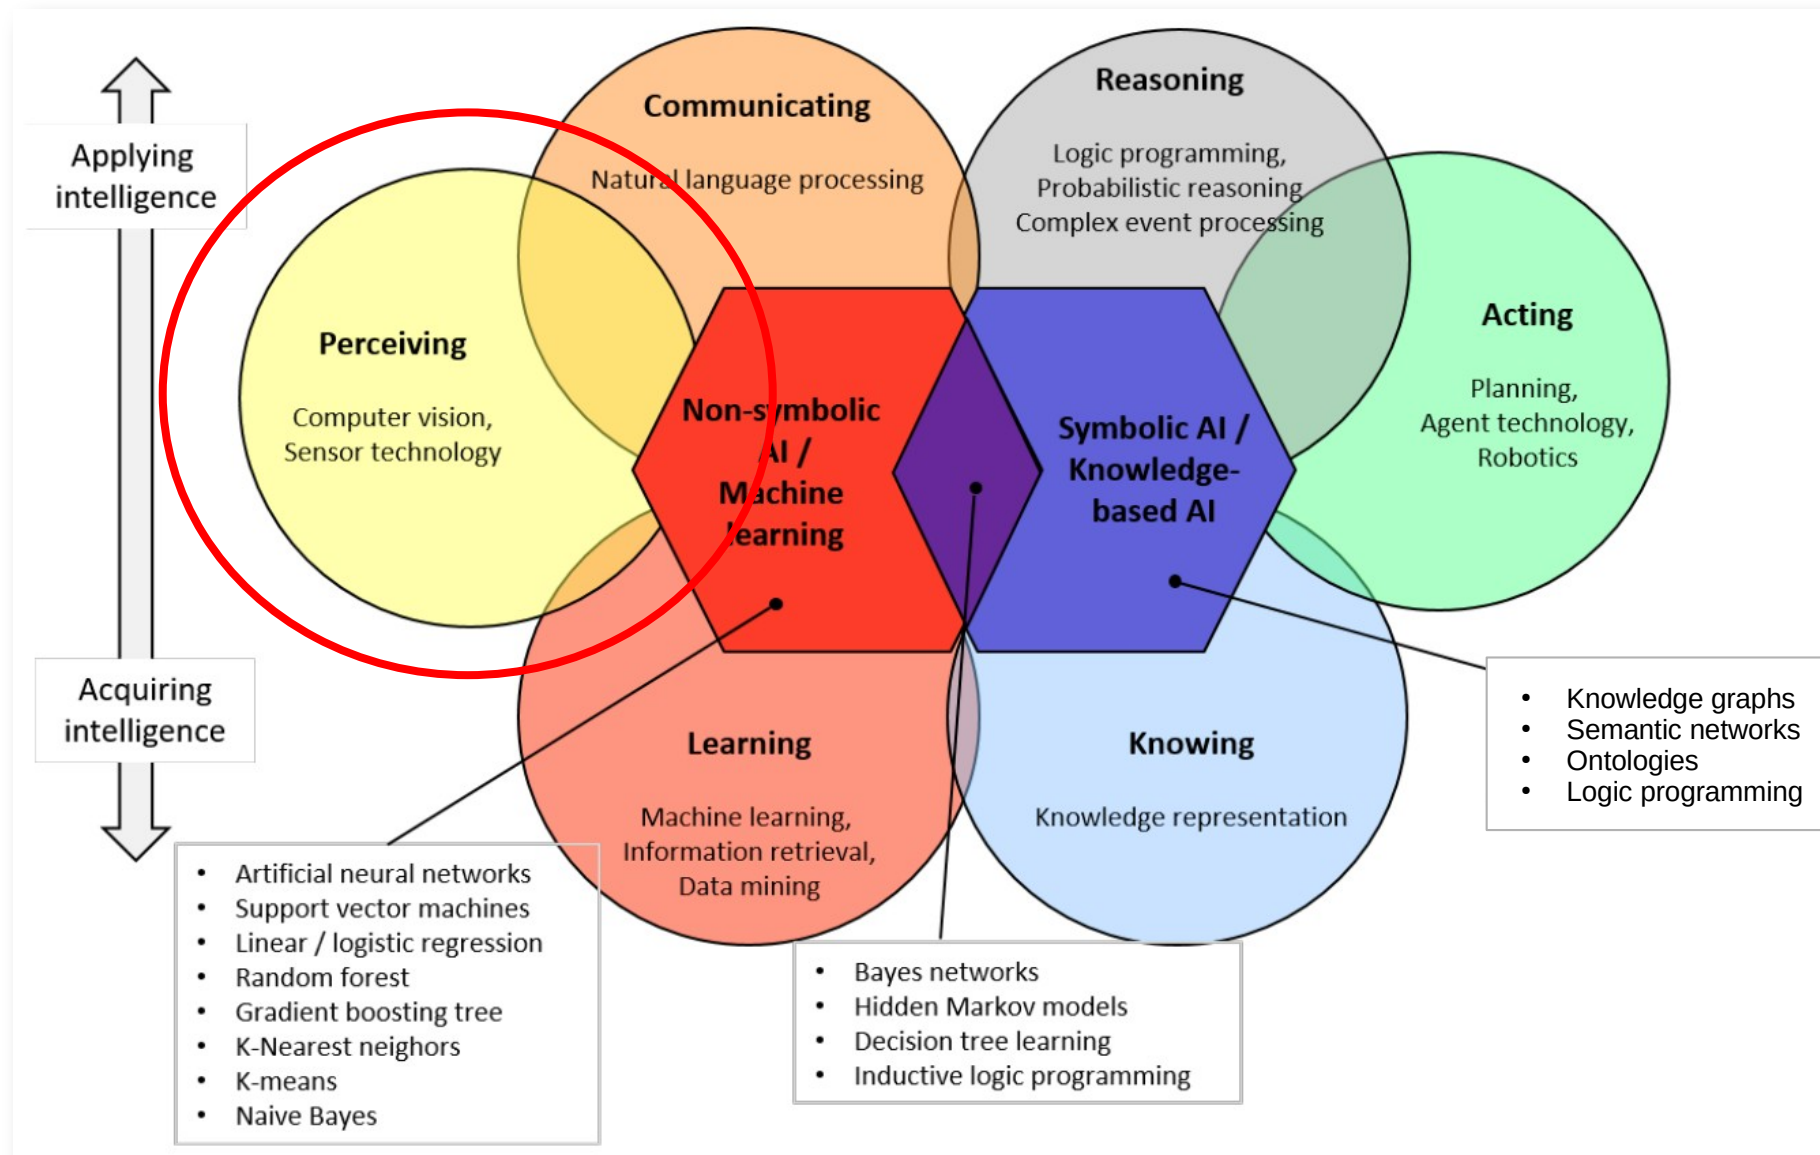 Applying
intelligence
Acquiring
intelligence
Communicating
Natural language processing
Reasoning
Logic programming,
Probabilistic reasoning
Complex event processing
Perceiving
Computer vision,
Sensor technology
Acting
Planning,
Agent technology,
Robotics
Non-symbolic
AI /
Machine
learning
Symbolic AI /
Knowledge-
based AI
Learning
Machine learning,
Information retrieval,
Data mining
Knowing
Knowledge representation
• Knowledge graphs
• Semantic networks
• Ontologies
• Logic programming
• Artificial neural networks
• Support vector machines
• Linear / logistic regression
• Random forest
• Gradient boosting tree
• K-Nearest neighors
• K-means
• Naive Bayes
• Bayes networks
• Hidden Markov models
• Decision tree learning
• Inductive logic programming